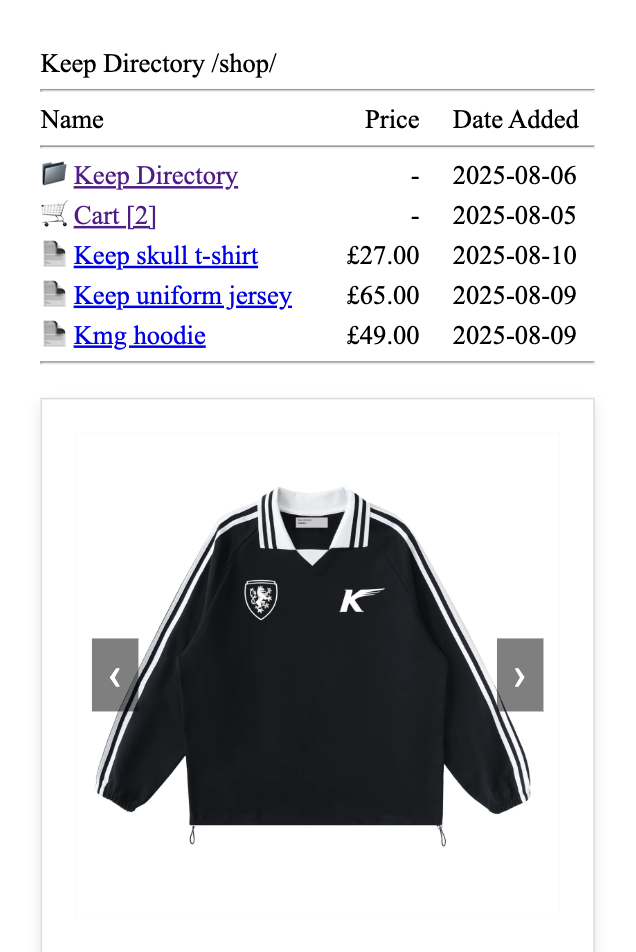 Keep Directory /shop/
Name Price Date Added
Keep Directory - 2025-08-06
Cart [2] - 2025-08-05
Keep skull t-shirt £27.00 2025-08-10
Keep uniform jersey £65.00 2025-08-09
Kmg hoodie £49.00 2025-08-09
K